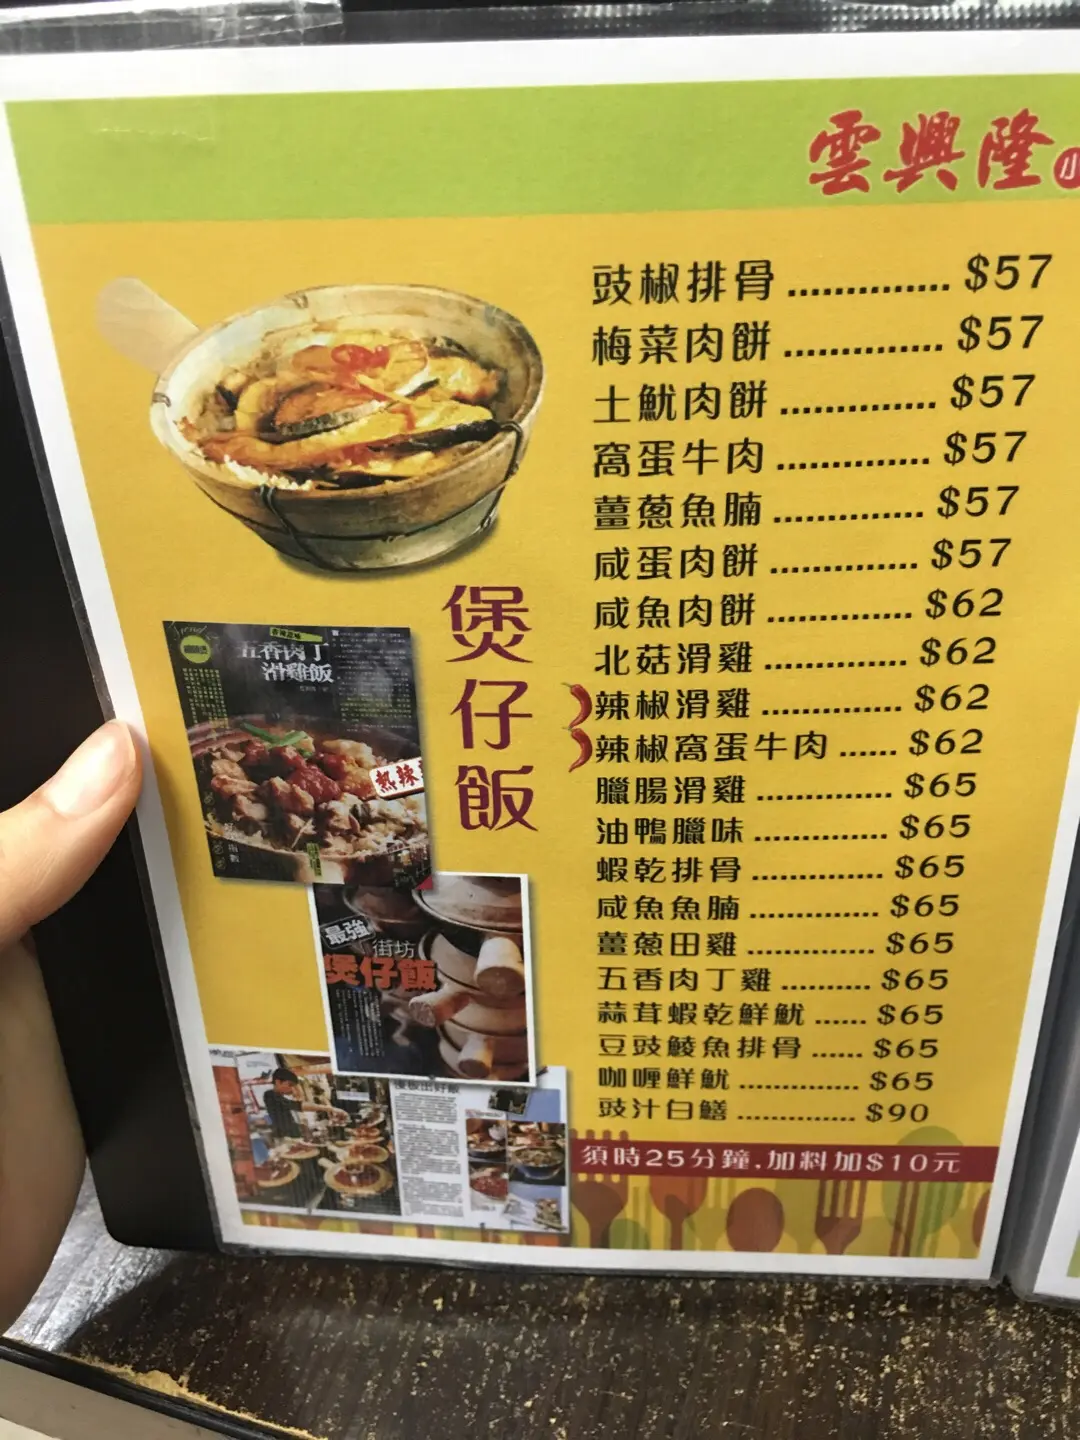 雲興隆小
豉椒排骨 .............. $57
梅菜肉餅 .............. $57
土魷肉餅 .............. $57
窩蛋牛肉 .............. $57
薑蔥魚腩 .............. $57
咸蛋肉餅 .............. $57
咸魚肉餅 .............. $62
北菇滑雞 .............. $62
辣椒滑雞 .............. $62
辣椒窩蛋牛肉 ...... $62
臘腸滑雞 .............. $65
油鴨臘味 .............. $65
蝦乾排骨 .............. $65
咸魚魚腩 .............. $65
薑蔥田雞 .............. $65
五香肉丁雞 .......... $65
蒜茸蝦乾鮮魷 ...... $65
豆豉鯪魚排骨 ...... $65
咖喱鮮魷 .............. $65
豉汁白鱔 .............. $90
須時25分鐘,加料加$10元
煲仔飯
五香肉丁
滑雞飯
熱辣
最強
街坊
煲仔飯